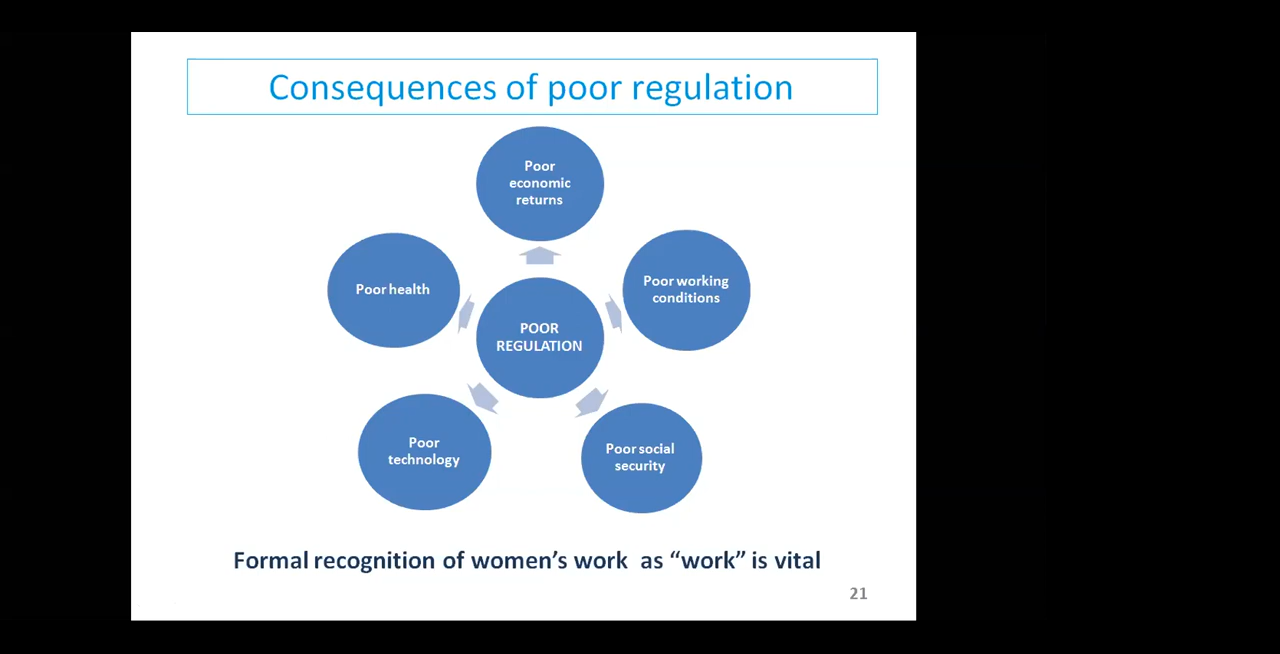 Consequences of poor regulation
Poor
economic
returns
Poor health
Poor working
conditions
POOR
REGULATION
Poor
technology
Poor social
security
Formal recognition of women’s work  as “work” is vital
21